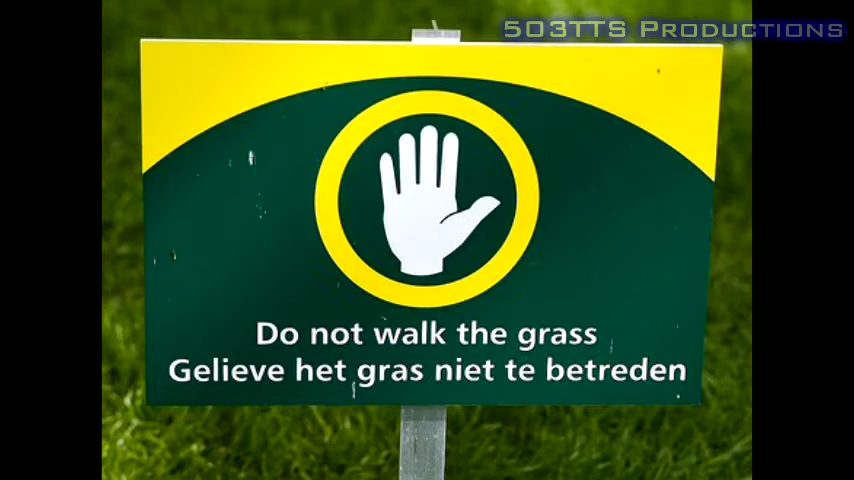 503TTS Productions
Do not walk the grass
Gelieve het gras niet te betreden